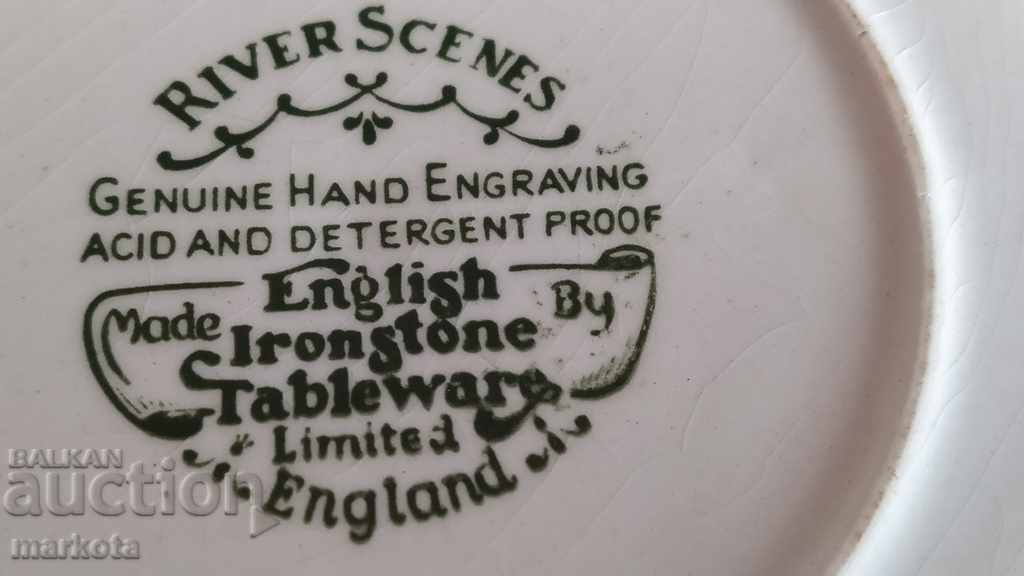 RIVER SCENES
GENUINE HAND ENGRAVING
ACID AND DETERGENT PROOF
Made English By
Ironstone
Tableware
Limited
England
BALKAN
auction
markota